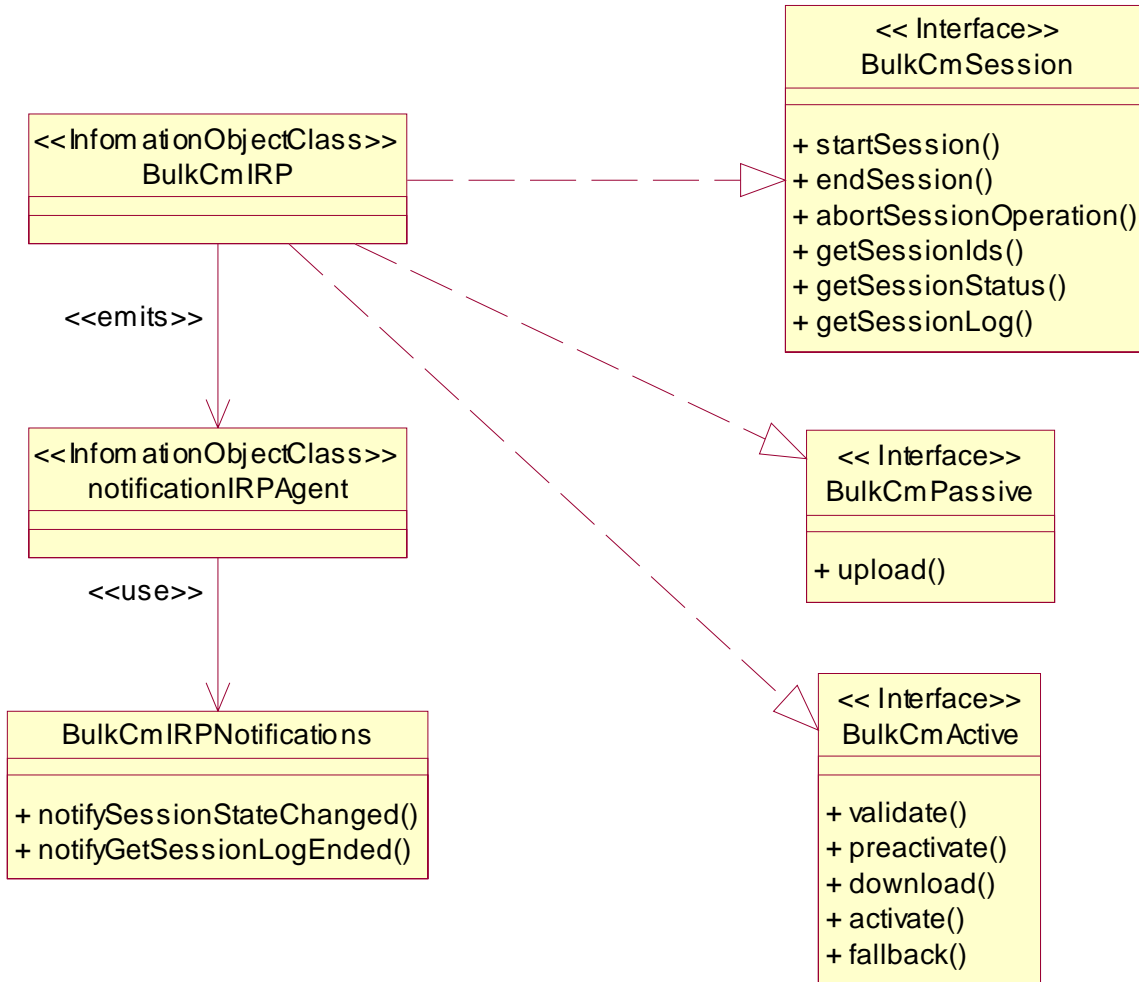 << Interface>>
BulkCmSession
+ startSession()
+ endSession()
+ abortSessionOperation()
+ getSessionIds()
+ getSessionStatus()
+ getSessionLog()
<<InfomationObjectClass>>
BulkCmIRP
<<emits>>
<<InfomationObjectClass>>
notificationIRPAgent
<<use>>
BulkCmIRPNotifications
+ notifySessionStateChanged()
+ notifyGetSessionLogEnded()
<< Interface>>
BulkCmPassive
+ upload()
<< Interface>>
BulkCmActive
+ validate()
+ preactivate()
+ download()
+ activate()
+ fallback()